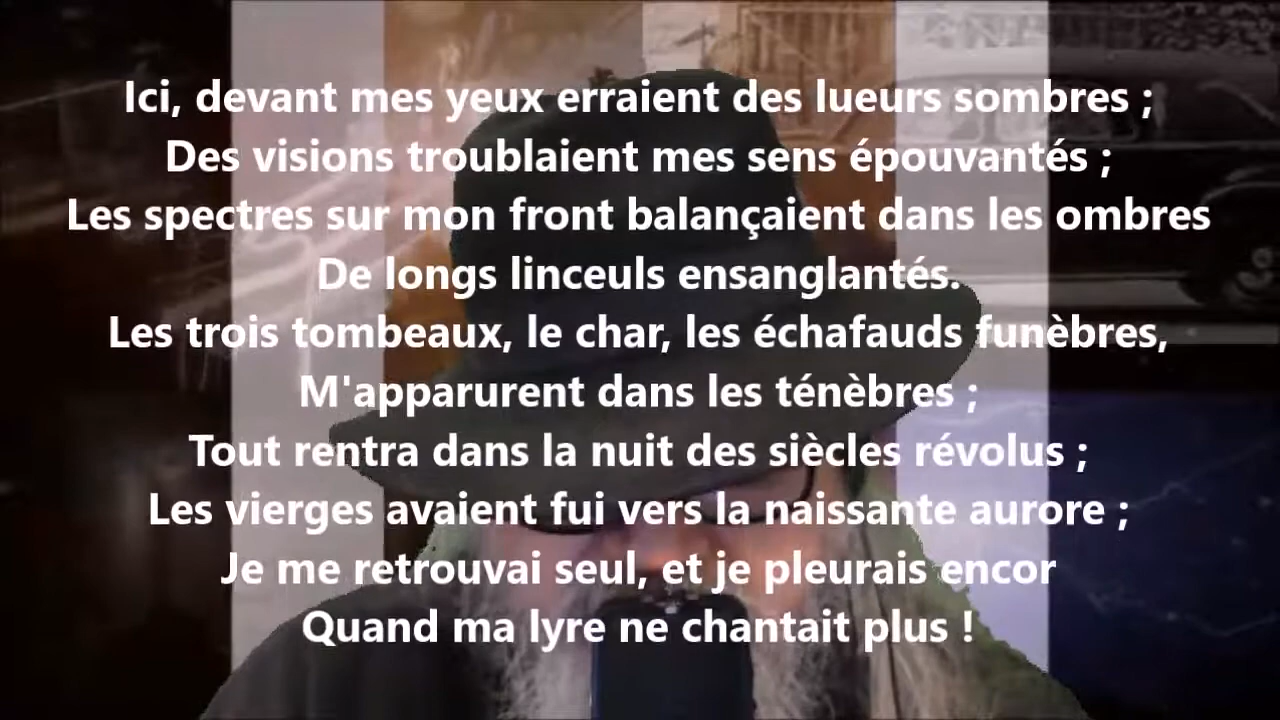 Ici, devant mes yeux erraient des lueurs sombres ;
Des visions troublaient mes sens épouvantés ;
Les spectres sur mon front balançaient dans les ombres
De longs linceuls ensanglantés.
Les trois tombeaux, le char, les échafauds funèbres,
M'apparurent dans les ténèbres ;
Tout rentra dans la nuit des siècles révolus ;
Les vierges avaient fui vers la naissante aurore ;
Je me retrouvai seul, et je pleurais encor
Quand ma lyre ne chantait plus !